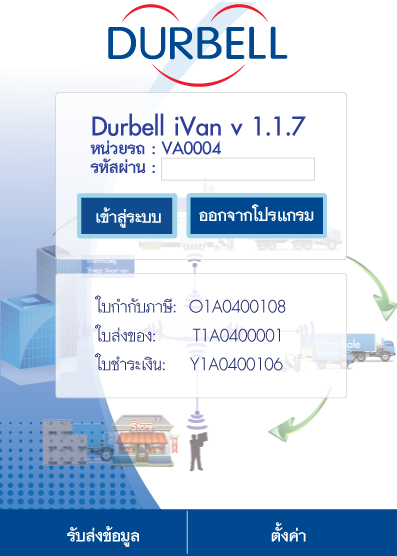 DURBELL
Durbell iVan v 1.1.7
หน่วยรถ : VA0004
รหัสผ่าน :
เข้าสู่ระบบ ออกจากโปรแกรม
ใบกำกับภาษี: O1A0400108
ใบส่งของ: T1A0400001
Sale
ใบชำระเงิน: Y1A0400106
Store
รับส่งข้อมูล ตั้งค่า